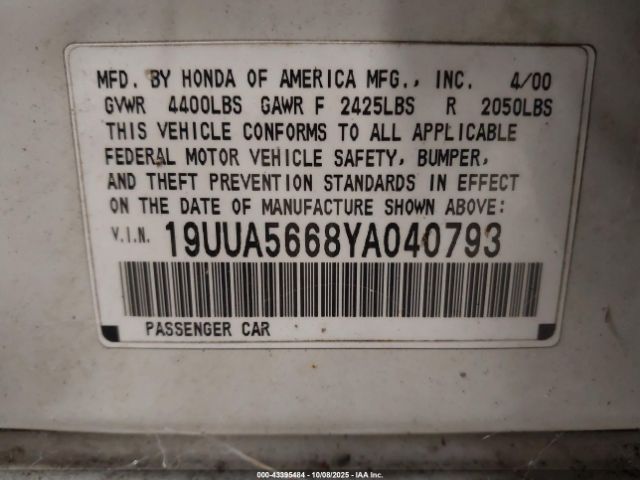 MFD. BY HONDA OF AMERICA MFG., INC. 4/00
GVWR 4400LBS GAWR F 2425LBS R 2050LBS
THIS VEHICLE CONFORMS TO ALL APPLICABLE
FEDERAL MOTOR VEHICLE SAFETY, BUMPER,
AND THEFT PREVENTION STANDARDS IN EFFECT
ON THE DATE OF MANUFACTURE SHOWN ABOVE:
V.I.N. 19UUA5668YA040793
PASSENGER CAR
000-43395484 | 10/08/2025 - IAA Inc.